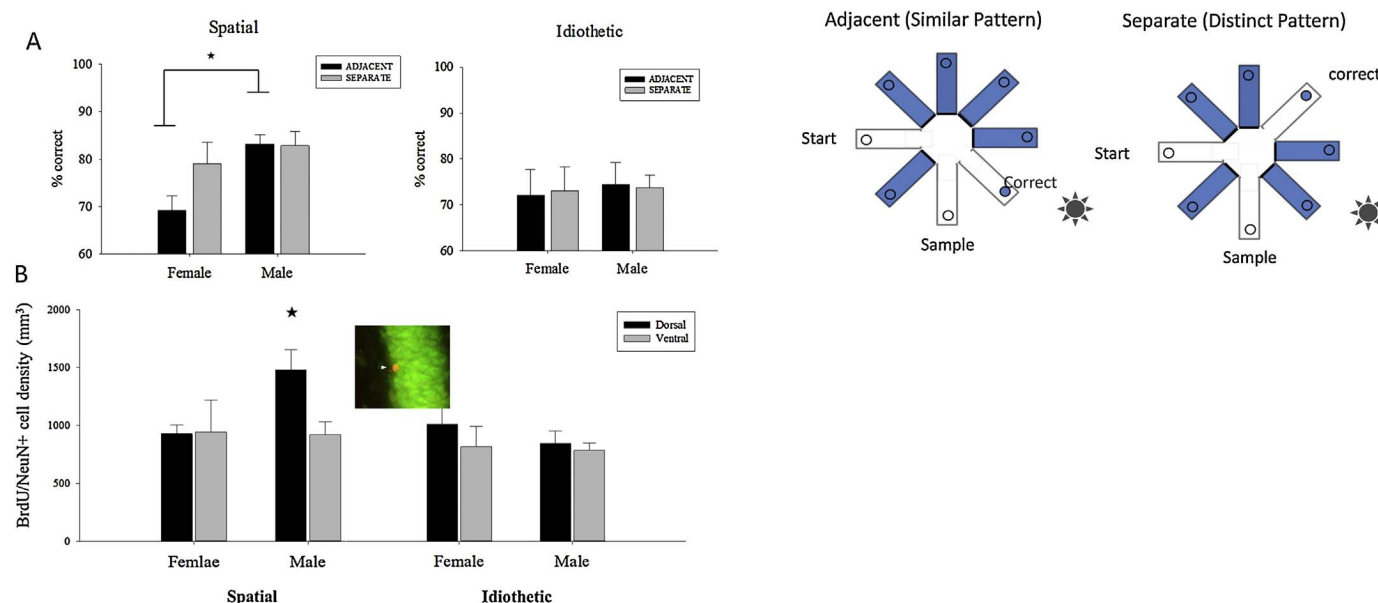 A
Spatial
★
ADJACENT
SEPARATE
% correct
100
90
80
70
60
Female
Male
Idiothetic
ADJACENT
SEPARATE
% correct
100
90
80
70
60
Female
Male
Adjacent (Similar Pattern)
Start
Correct
Sample
Separate (Distinct Pattern)
correct
Start
Sample
B
★
Dorsal
Ventral
BrdU/NeuN+ cell density (mm³)
2000
1500
1000
500
0
Femlae
Male
Female
Male
Spatial
Idiothetic